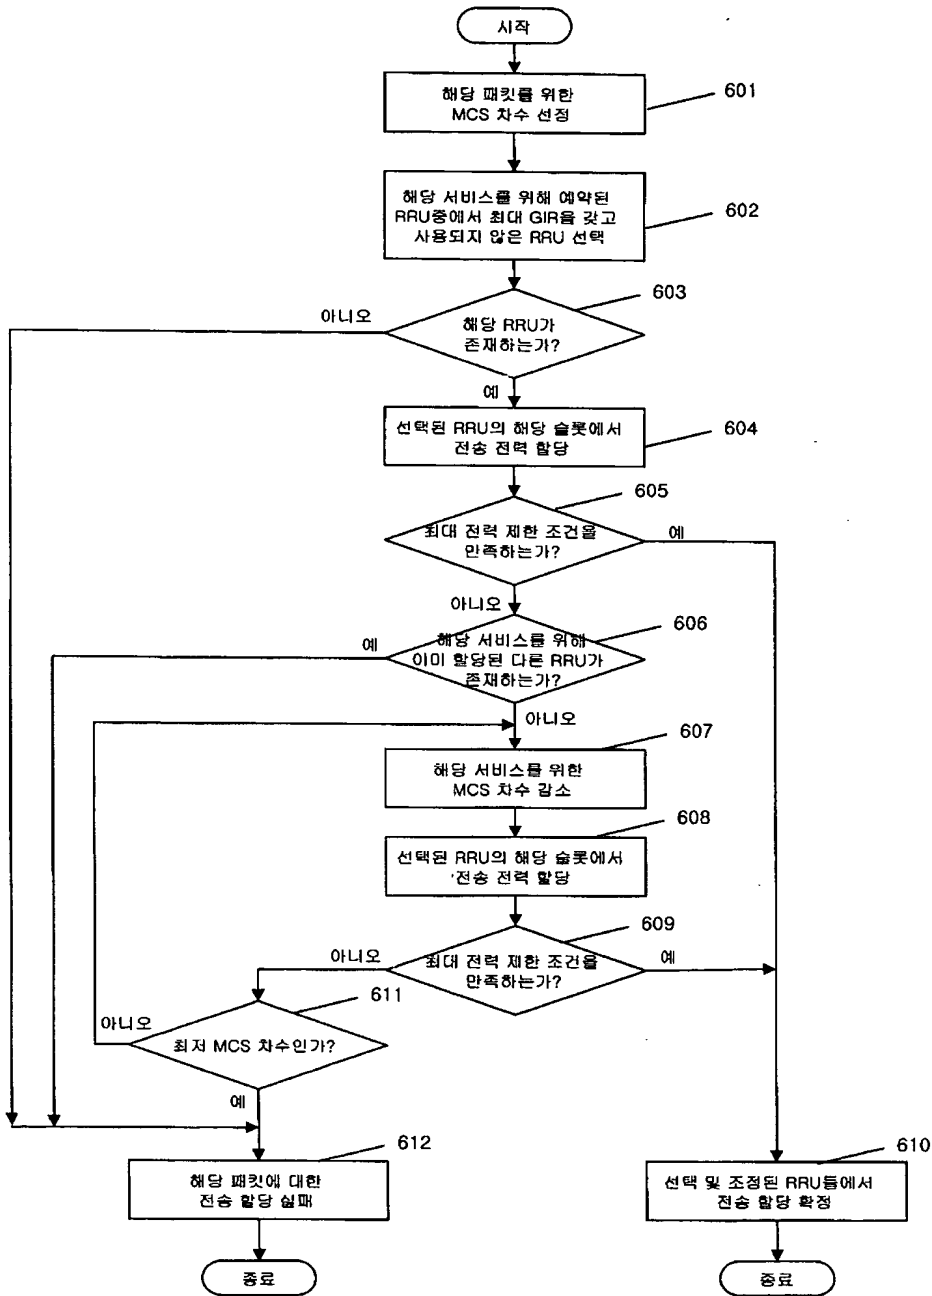 시작
해당 패킷를 위한
MCS 차수 선정
601
해당 서비스를 위해 예약된
RRU중에서 최대 GIR을 갖고
사용되지 않은 RRU 선택
602
603
아니오
해당 RRU가
존재하는가?
예
선택된 RRU의 해당 슬롯에서
전송 전력 할당
604
605
최대 전력 제한 조건을
만족하는가?
예
아니오
606
예
해당 서비스를 위해
이미 할당된 다른 RRU가
존재하는가?
아니오
607
해당 서비스를 위한
MCS 차수 감소
608
선택된 RRU의 해당 슬롯에서
전송 전력 할당
609
아니오
최대 전력 제한 조건을
만족하는가?
예
611
아니오
최저 MCS 차수인가?
예
612
해당 패킷에 대한
전송 할당 실패
610
선택 및 조정된 RRU들에서
전송 할당 확정
종료
종료